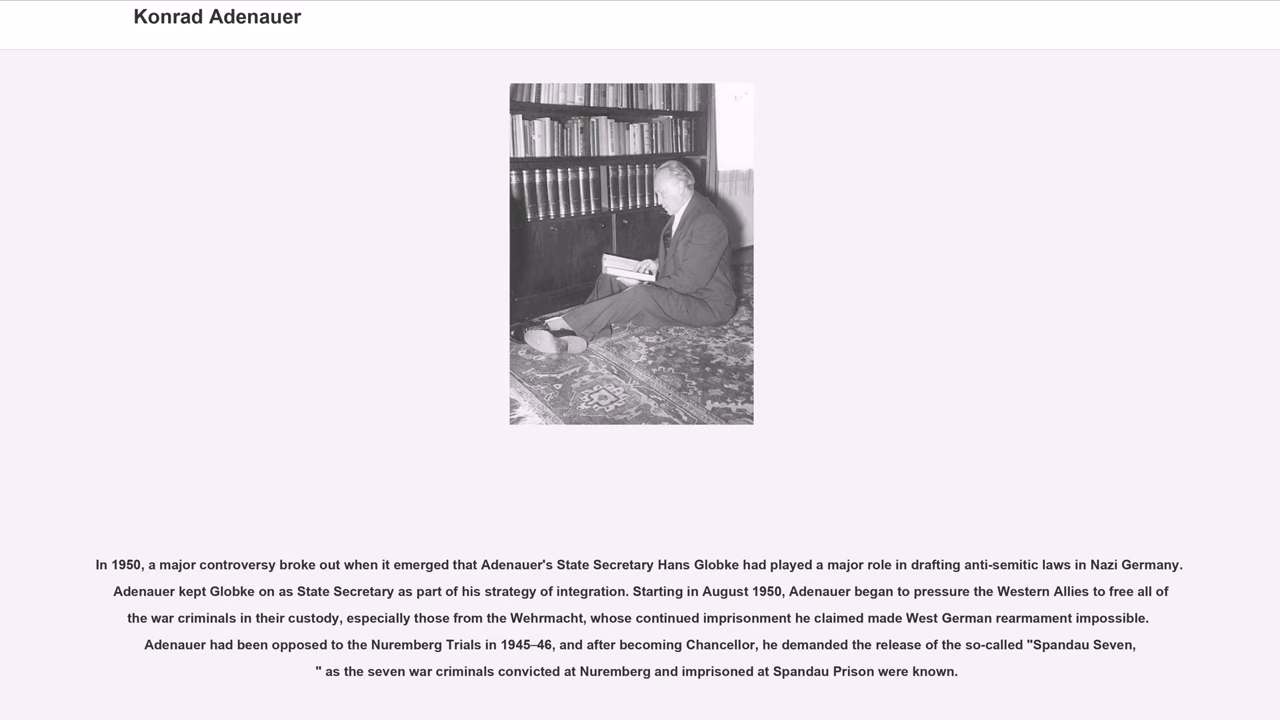 Konrad Adenauer
In 1950, a major controversy broke out when it emerged that Adenauer's State Secretary Hans Globke had played a major role in drafting anti-semitic laws in Nazi Germany.
Adenauer kept Globke on as State Secretary as part of his strategy of integration. Starting in August 1950, Adenauer began to pressure the Western Allies to free all of
the war criminals in their custody, especially those from the Wehrmacht, whose continued imprisonment he claimed made West German rearmament impossible.
Adenauer had been opposed to the Nuremberg Trials in 1945–46, and after becoming Chancellor, he demanded the release of the so-called "Spandau Seven,
" as the seven war criminals convicted at Nuremberg and imprisoned at Spandau Prison were known.